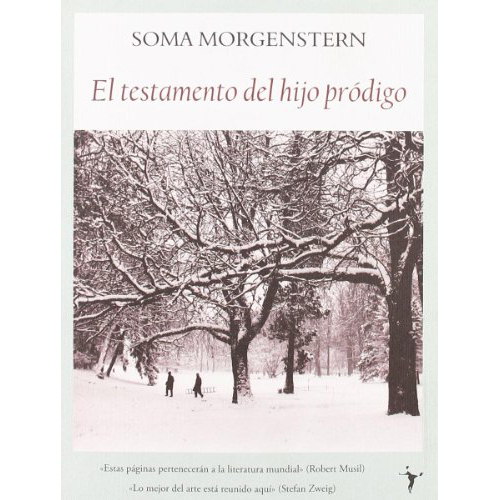 SOMA MORGENSTERN
El testamento del hijo pródigo
«Estas páginas pertenecerán a la literatura mundial» (Robert Musil)
«Lo mejor del arte está reunido aquí» (Stefan Zweig)